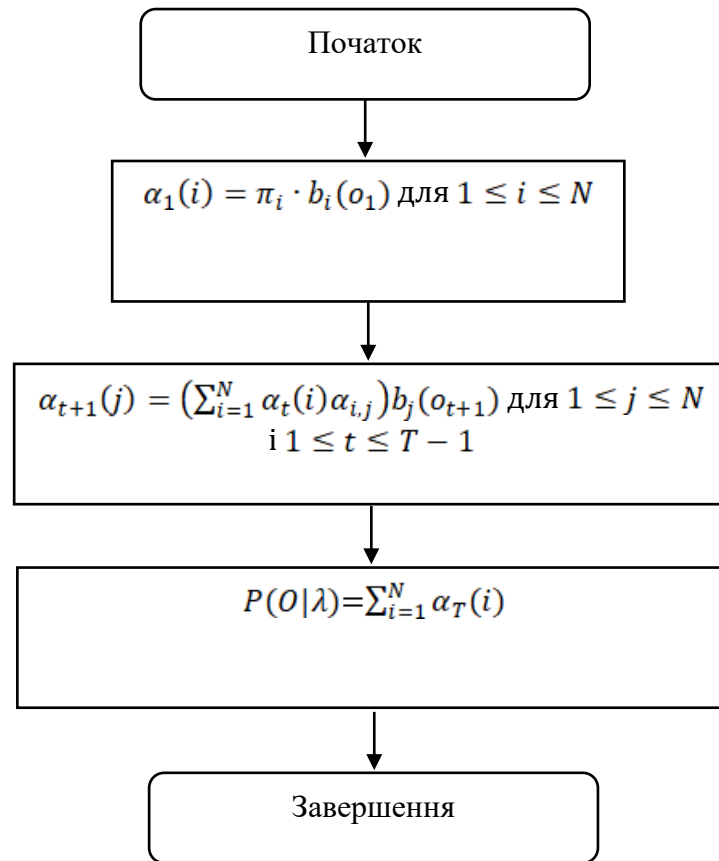 Початок
α₁(i) = πᵢ · bᵢ(o₁) для 1 ≤ i ≤ N
αₜ₊₁(j) = (∑ᵢ₌₁ᴺ αₜ(i)αᵢ,ⱼ)bⱼ(oₜ₊₁) для 1 ≤ j ≤ N
і 1 ≤ t ≤ T − 1
P(O|λ)=∑ᵢ₌₁ᴺ α_T(i)
Завершення